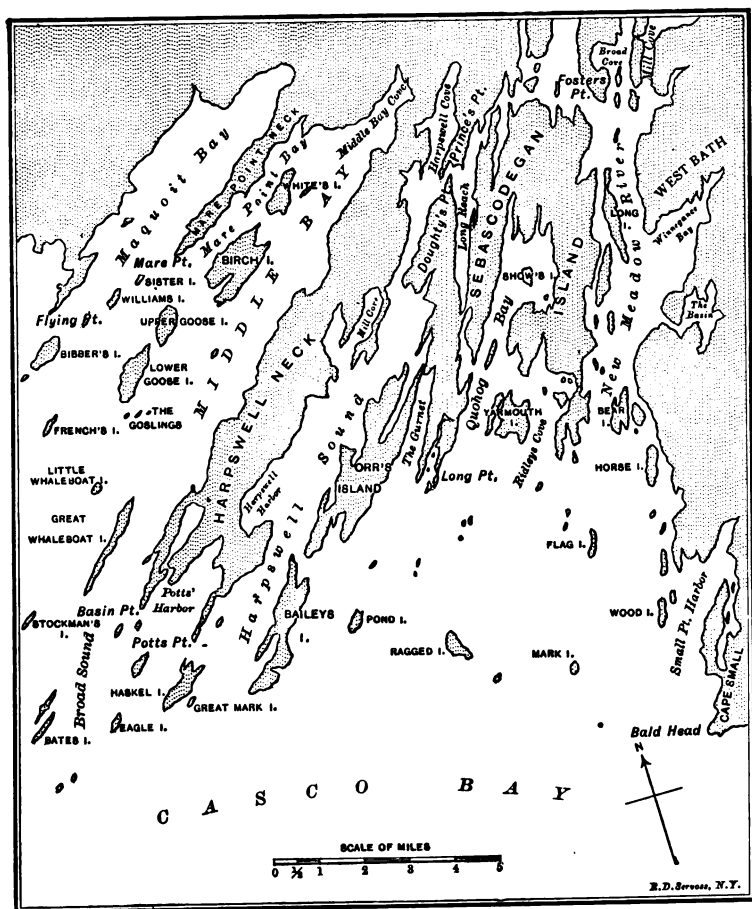 Broad Cove
Mill Cove
Fosters Pt.
Maquoit Bay
MARE POINT NECK
Mare Point Bay
Middle Bay Cove
Harpswell Cove
Prince's Pt.
WHITE'S I.
Doughty's Pt.
Long Reach
SEBASCODEGAN
ISLAND
WEST BATH
LONG
Winnegance Bay
New Meadow River
The Basin
Mare Pt.
BIRCH I.
SISTER I.
WILLIAMS I.
SHOW'S I.
Flying Pt.
UPPER GOOSE I.
MIDDLE BAY
Mill Cove
BIBBER'S I.
LOWER
GOOSE I.
Quohog Bay
THE
GOSLINGS
FRENCH'S I.
YARMOUTH
I.
BEAR
I.
Ridleys Cove
HARPSWELL NECK
Harpswell Sound
The Gurnet
ORR'S
ISLAND
Long Pt.
HORSE I.
LITTLE
WHALEBOAT I.
Harpswell
Harbor
GREAT
WHALEBOAT I.
FLAG I.
Basin Pt.
Potts'
HARBOR
STOCKMAN'S
I.
BAILEYS
I.
POND I.
WOOD I.
Small Pt. Harbor
Potts Pt.
RAGGED I.
MARK I.
CAPE SMALL
Broad Sound
HASKEL I.
GREAT MARK I.
BATES I.
EAGLE I.
Bald Head
N
CASCO BAY
SCALE OF MILES
0 ½ 1 2 3 4 5
R.D. Servoss, N.Y.